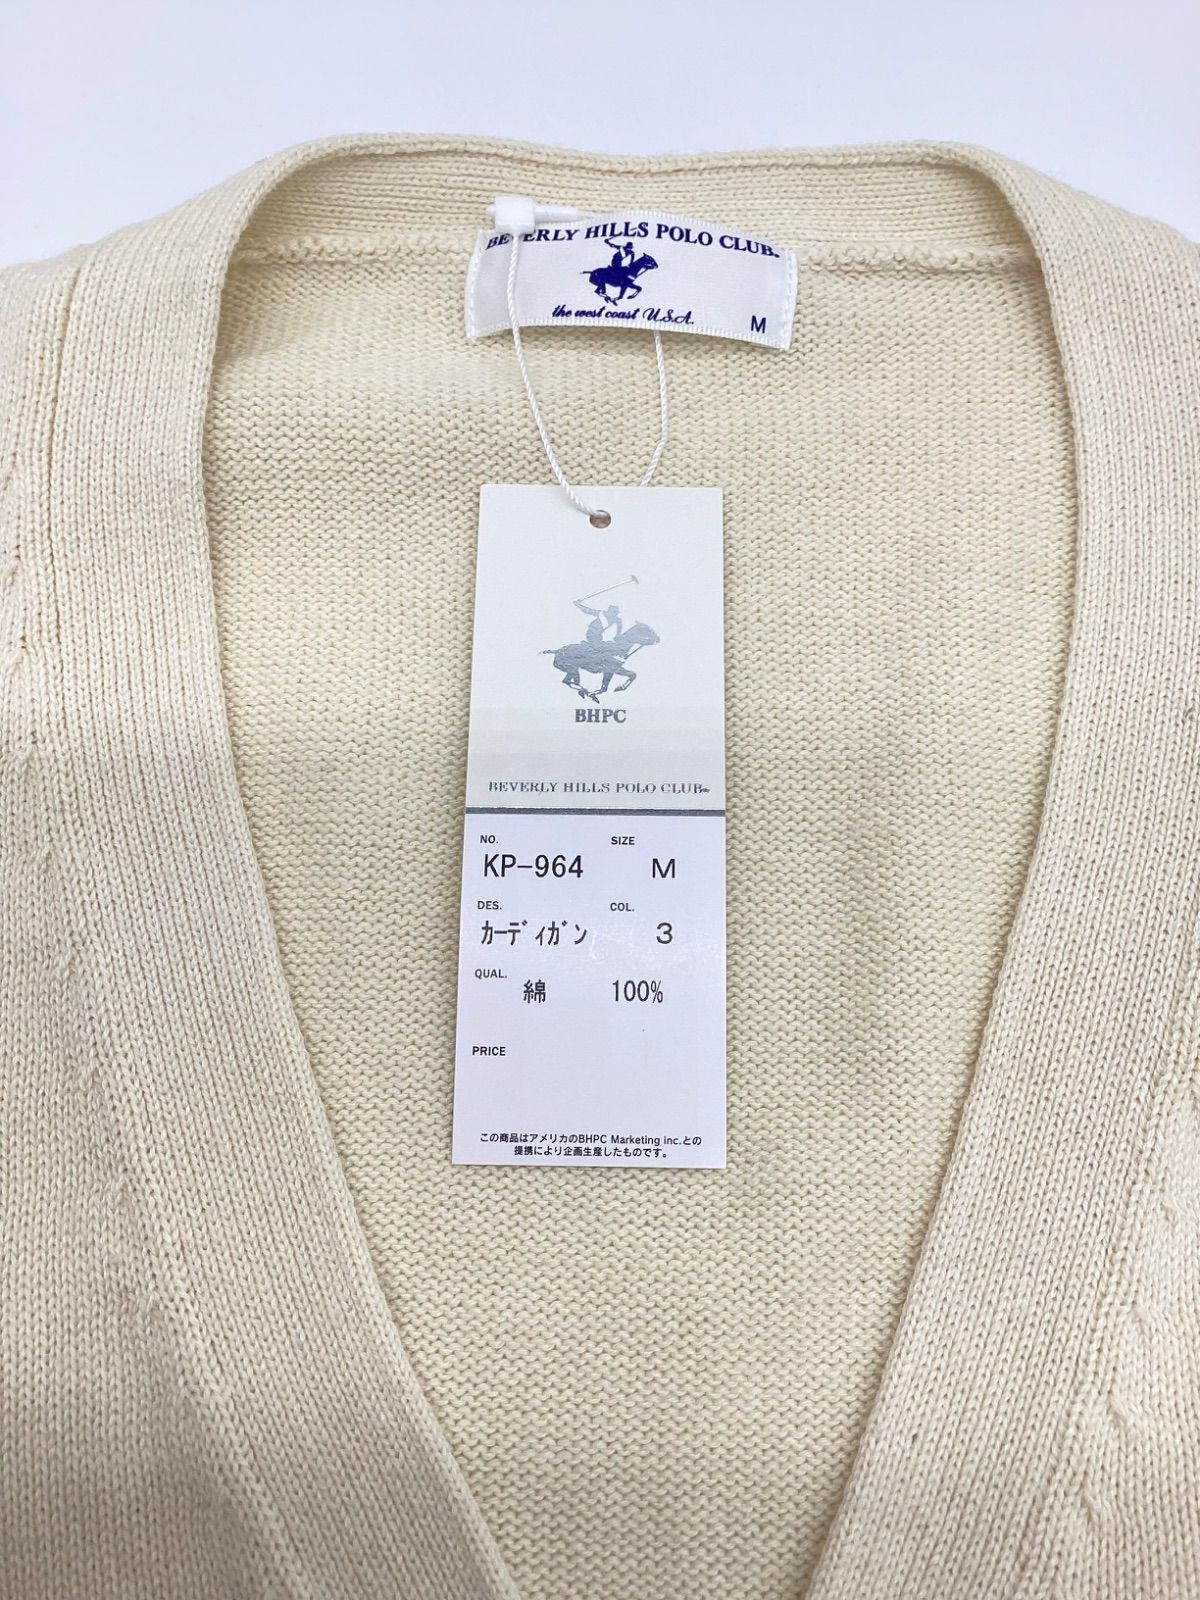 BEVERLY HILLS POLO CLUB®
the west coast U.S.A.
M
BHPC
BEVERLY HILLS POLO CLUB
NO. SIZE
KP-964 M
DES. COL.
ｶｰﾃﾞｨｶﾞﾝ 3
QUAL.
綿 100%
PRICE
この商品はアメリカのBHPC Marketing inc.との
提携により企画生産したものです。